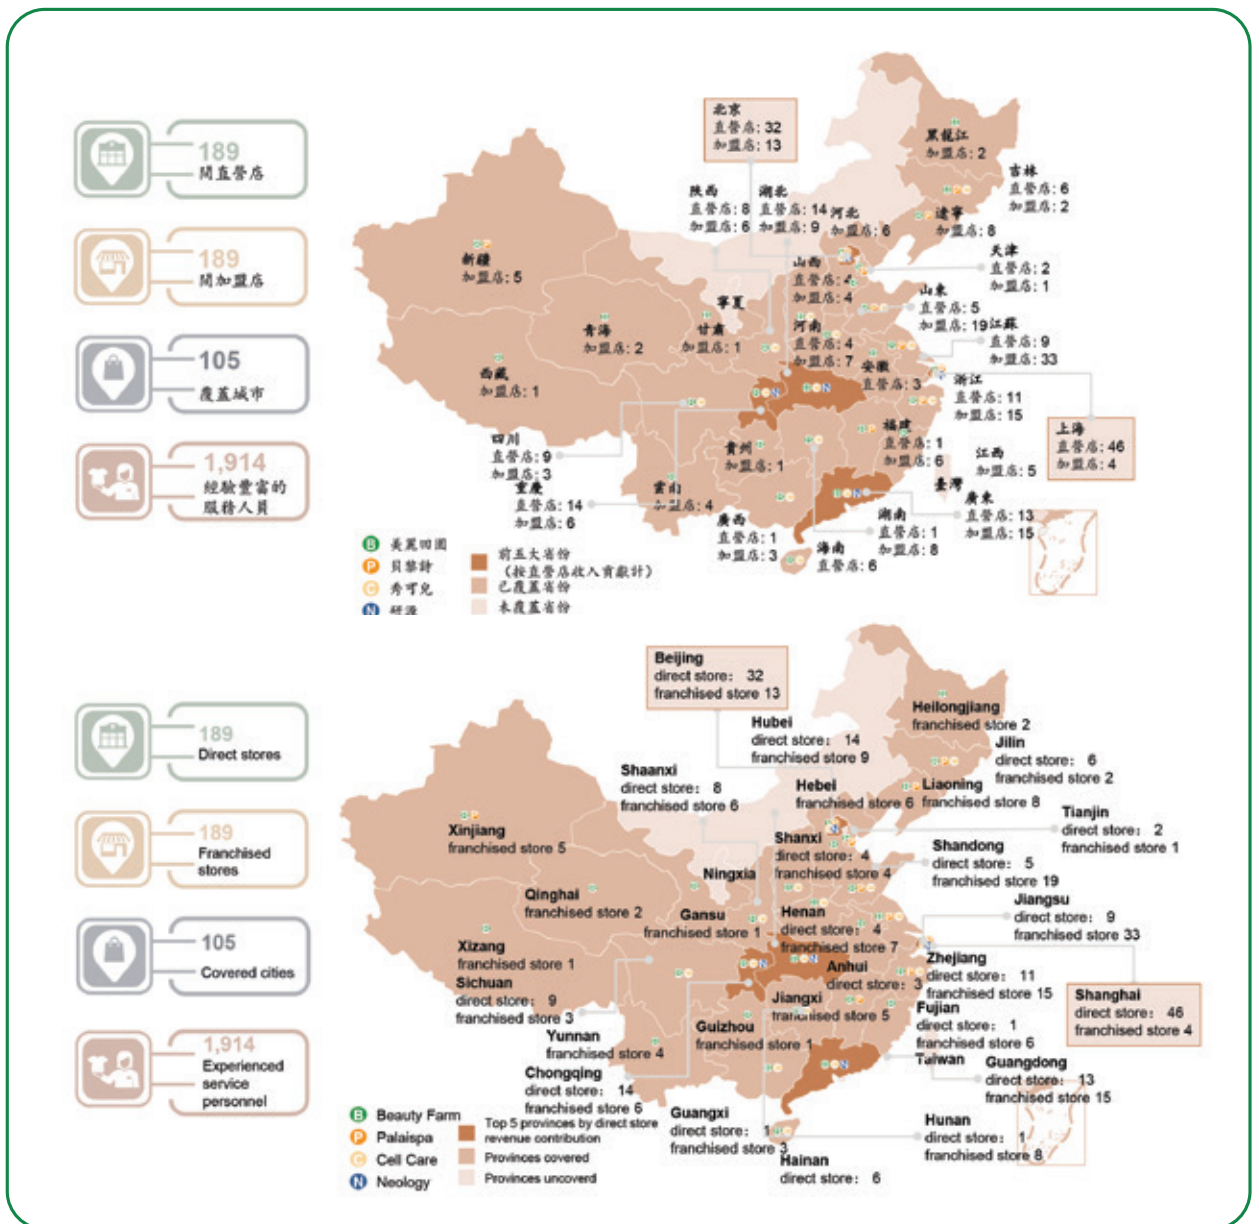 189
間直營店
189
間加盟店
105
覆蓋城市
1,914
經驗豐富的
服務人員
北京
直營店: 32
加盟店: 13
黑龍江
加盟店: 2
吉林
直營店: 6
加盟店: 2
陝西
直營店: 8
加盟店: 6
湖北
直營店: 14
加盟店: 9
河北
加盟店: 6
遼寧
加盟店: 8
天津
直營店: 2
加盟店: 1
新疆
加盟店: 5
山西
直營店: 4
加盟店: 4
山東
直營店: 5
加盟店: 19
寧夏
青海
加盟店: 2
甘肅
加盟店: 1
河南
直營店: 4
加盟店: 7
江蘇
直營店: 9
加盟店: 33
西藏
加盟店: 1
安徽
直營店: 3
浙江
直營店: 11
加盟店: 15
上海
直營店: 46
加盟店: 4
四川
直營店: 9
加盟店: 3
貴州
加盟店: 1
福建
直營店: 1
加盟店: 6
江西
加盟店: 5
臺灣
重慶
直營店: 14
加盟店: 6
雲南
加盟店: 4
廣東
直營店: 13
加盟店: 15
廣西
直營店: 1
加盟店: 3
湖南
直營店: 1
加盟店: 8
海南
直營店: 6
B 美麗田園
P 貝黎詩
C 秀可兒
N 研源
前五大省份
（按直營店收入貢獻計）
已覆蓋省份
未覆蓋省份
189
Direct stores
189
Franchised
stores
105
Covered cities
1,914
Experienced
service
personnel
Beijing
direct store： 32
franchised store 13
Heilongjiang
franchised store 2
Hubei
direct store： 14
franchised store 9
Jilin
direct store： 6
franchised store 2
Shaanxi
direct store： 8
franchised store 6
Hebei
franchised store 6
Liaoning
franchised store 8
Tianjin
direct store： 2
franchised store 1
Xinjiang
franchised store 5
Shanxi
direct store： 4
franchised store 4
Shandong
direct store： 5
franchised store 19
Ningxia
Qinghai
franchised store 2
Gansu
franchised store 1
Henan
direct store： 4
franchised store 7
Jiangsu
direct store： 9
franchised store 33
Xizang
franchised store 1
Anhui
direct store： 3
Zhejiang
direct store： 11
franchised store 15
Sichuan
direct store： 9
franchised store 3
Jiangxi
franchised store 5
Shanghai
direct store： 46
franchised store 4
Fujian
direct store： 1
franchised store 6
Guizhou
franchised store 1
Yunnan
franchised store 4
Taiwan
Guangdong
direct store： 13
franchised store 15
Chongqing
direct store： 14
franchised store 6
Guangxi
direct store： 1
franchised store 3
Hunan
direct store： 1
franchised store 8
Hainan
direct store： 6
B Beauty Farm
P Palaispa
C Cell Care
N Neology
Top 5 provinces by direct store
revenue contribution
Provinces covered
Provinces uncoverd